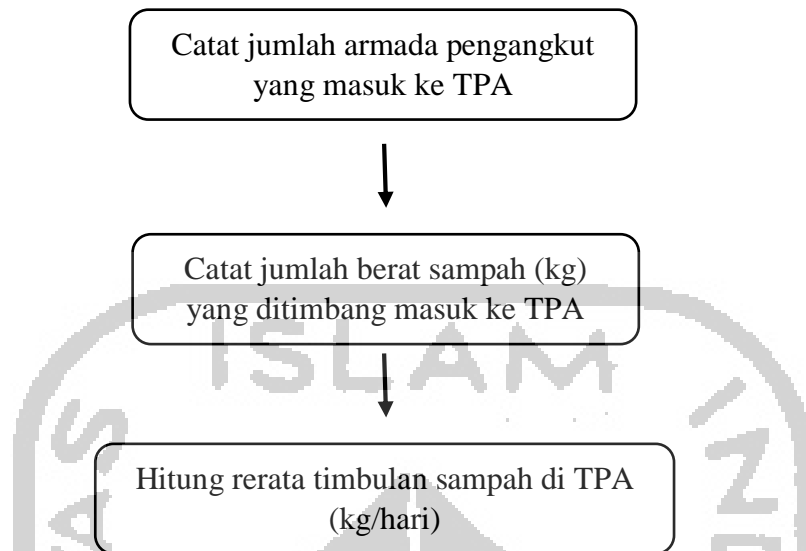 Catat jumlah armada pengangkut
yang masuk ke TPA
Catat jumlah berat sampah (kg)
yang ditimbang masuk ke TPA
ISLAM
Hitung rerata timbulan sampah di TPA
(kg/hari)